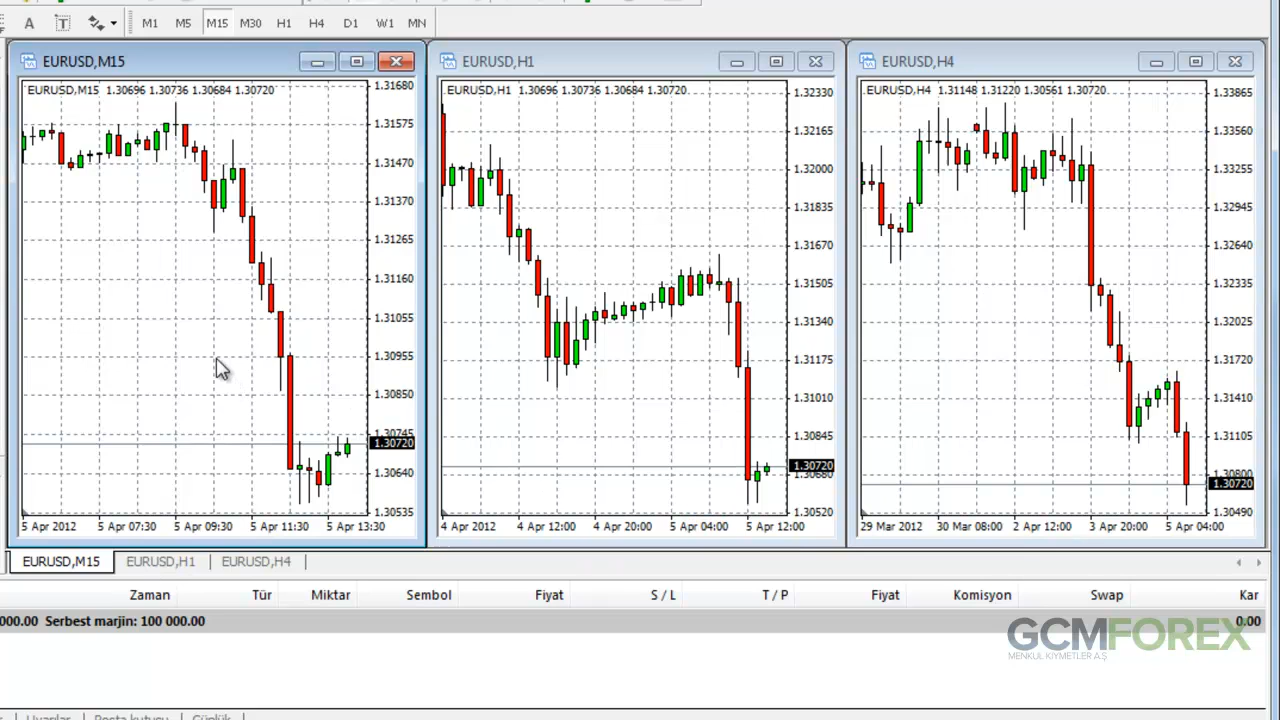 A T M1 M5 M15 M30 H1 H4 D1 W1 MN
EURUSD,M15
EURUSD,M15 1.30696 1.30736 1.30684 1.30720
1.31680
1.31575
1.31470
1.31370
1.31265
1.31160
1.31055
1.30955
1.30850
1.30745
1.30720
1.30640
1.30535
5 Apr 2012 5 Apr 07:30 5 Apr 09:30 5 Apr 11:30 5 Apr 13:30
EURUSD,H1
EURUSD,H1 1.30696 1.30736 1.30684 1.30720
1.32330
1.32165
1.32000
1.31835
1.31670
1.31505
1.31340
1.31175
1.31010
1.30845
1.30720
1.30680
1.30520
4 Apr 2012 4 Apr 12:00 4 Apr 20:00 5 Apr 04:00 5 Apr 12:00
EURUSD,H4
EURUSD,H4 1.31148 1.31220 1.30561 1.30720
1.33865
1.33560
1.33255
1.32945
1.32640
1.32335
1.32025
1.31720
1.31410
1.31105
1.30800
1.30720
1.30490
29 Mar 2012 30 Mar 08:00 2 Apr 12:00 3 Apr 20:00 5 Apr 04:00
EURUSD,M15 EURUSD,H1 EURUSD,H4
Zaman Tür Miktar Sembol Fiyat S / L T / P Fiyat Komisyon Swap Kar
000.00 Serbest marjin: 100 000.00 0.00
GCMFOREX
MENKUL KIYMETLER A.Ş
Uyarılar Posta kutusu Günlük